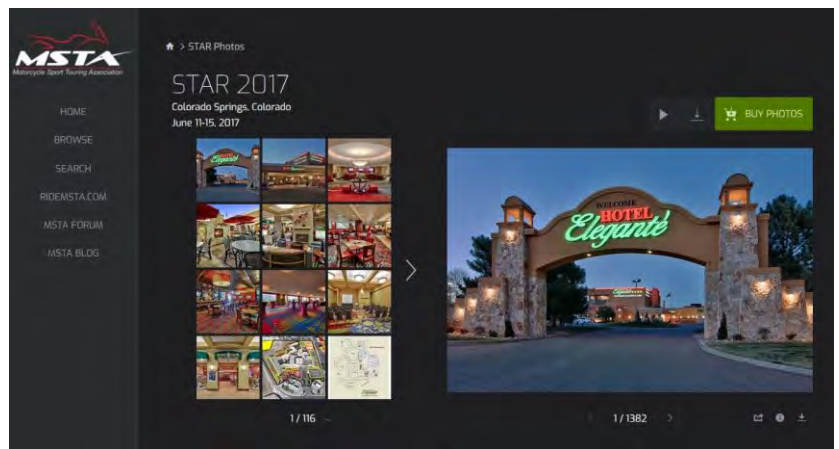 MSTA
Motorcycle Sport Touring Association
HOME
BROWSE
SEARCH
RIDEMSTA.COM
MSTA FORUM
MSTA BLOG
> STAR Photos
STAR 2017
Colorado Springs, Colorado
June 11-15, 2017
BUY PHOTOS
Elegante
WELCOME
HOTEL
Eleganté
1 / 116
1 / 1382